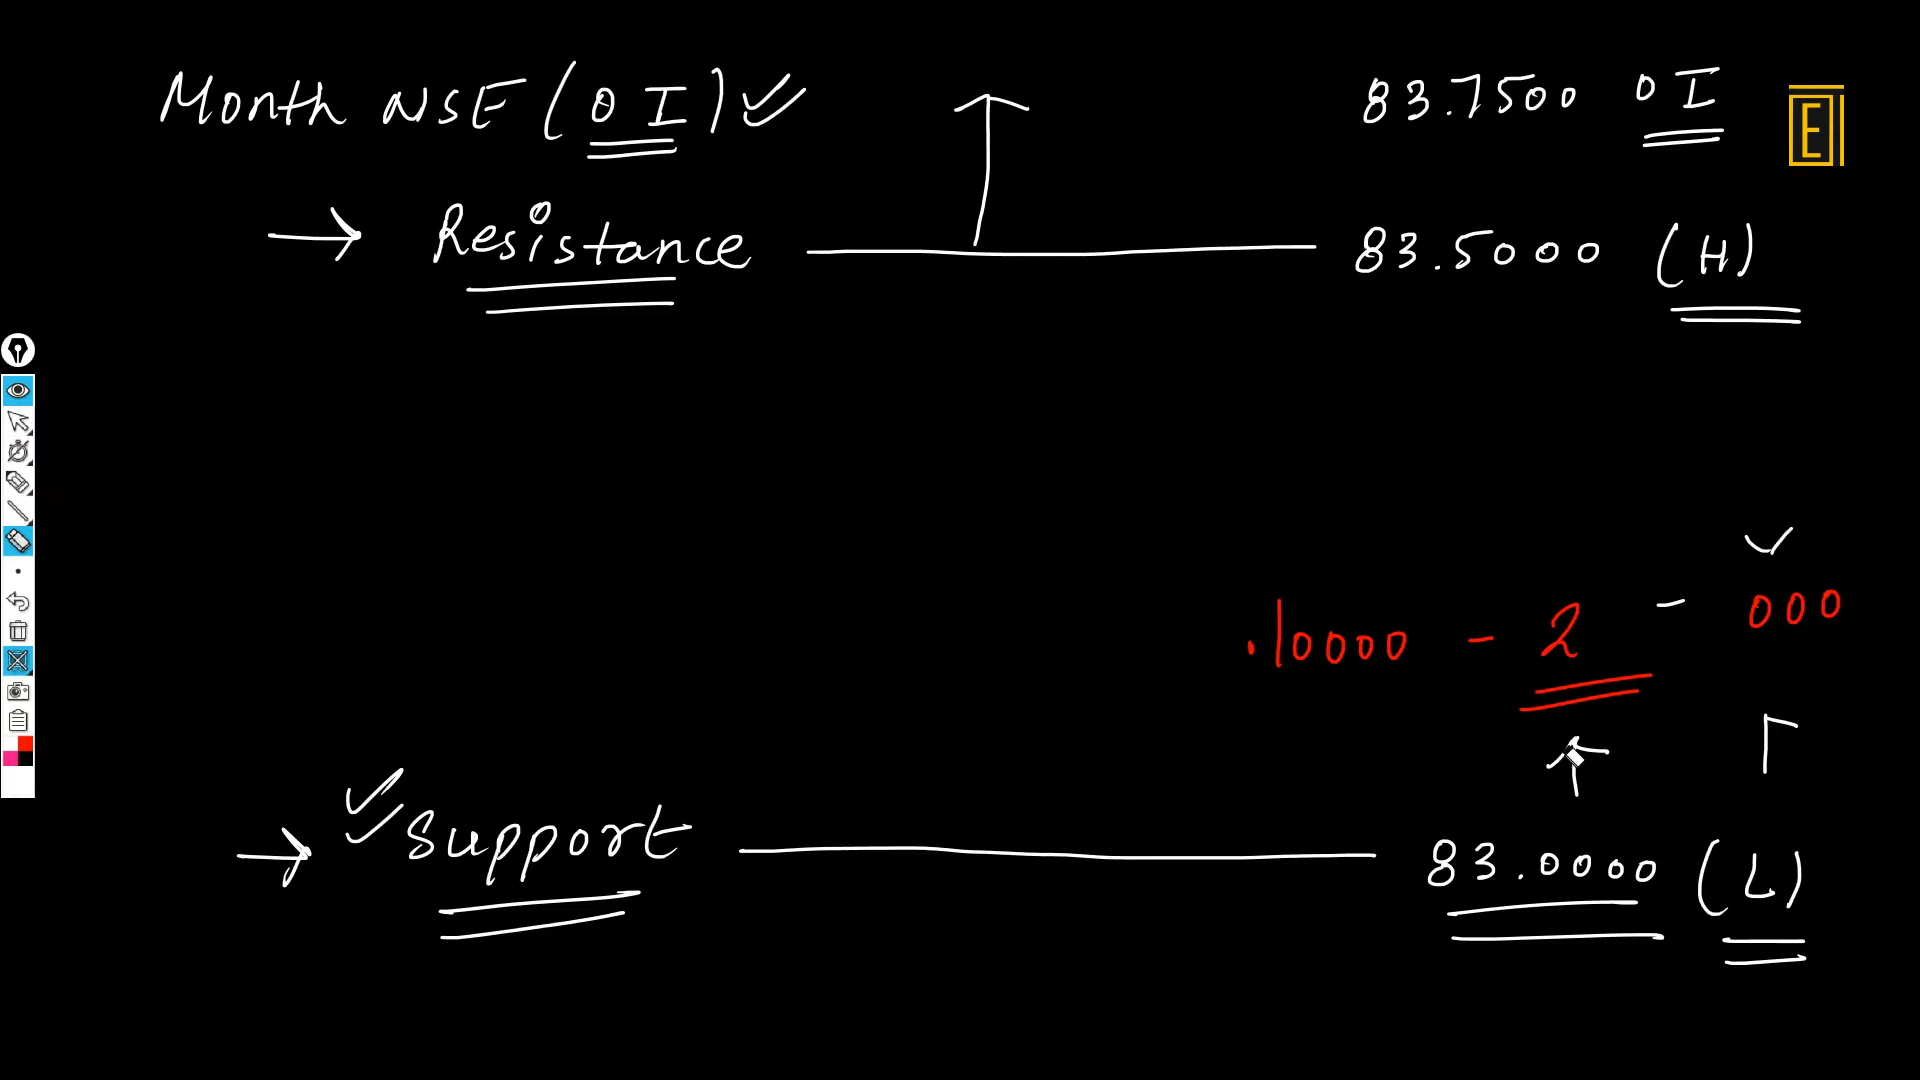 Month NSE (OI) 83.7500 OI
Resistance 83.5000 (H)
.10000 - 2 - 000
Support 83.0000 (L)